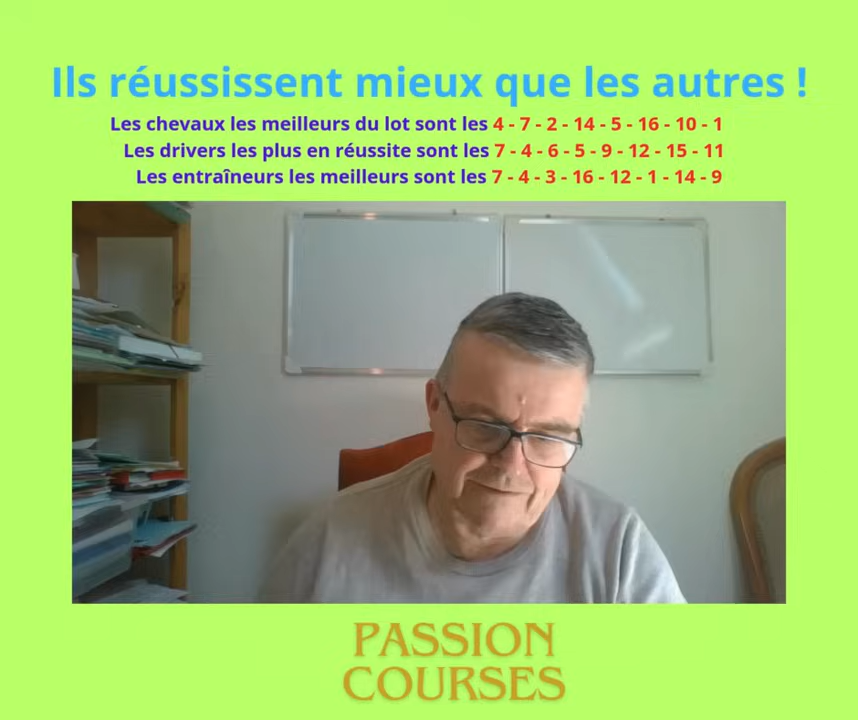 Ils réussissent mieux que les autres !
Les chevaux les meilleurs du lot sont les 4 - 7 - 2 - 14 - 5 - 16 - 10 - 1
Les drivers les plus en réussite sont les 7 - 4 - 6 - 5 - 9 - 12 - 15 - 11
Les entraîneurs les meilleurs sont les 7 - 4 - 3 - 16 - 12 - 1 - 14 - 9
PASSION
COURSES